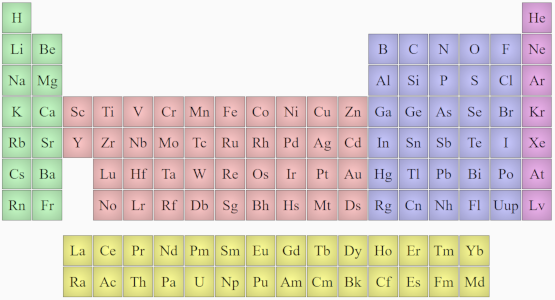 H He
Li Be B C N O F Ne
Na Mg Al Si P S Cl Ar
K Ca Sc Ti V Cr Mn Fe Co Ni Cu Zn Ga Ge As Se Br Kr
Rb Sr Y Zr Nb Mo Tc Ru Rh Pd Ag Cd In Sn Sb Te I Xe
Cs Ba Lu Hf Ta W Re Os Ir Pt Au Hg Tl Pb Bi Po At
Rn Fr No Lr Rf Db Sg Bh Hs Mt Ds Rg Cn Nh Fl Uup Lv
La Ce Pr Nd Pm Sm Eu Gd Tb Dy Ho Er Tm Yb
Ra Ac Th Pa U Np Pu Am Cm Bk Cf Es Fm Md